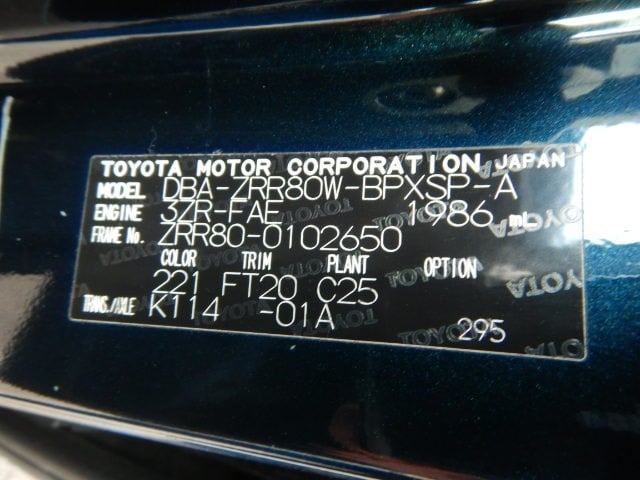 TOYOTA MOTOR CORPORATION JAPAN
MODEL DBA-ZRR80W-BPXSP-A
ENGINE 3ZR-FAE 1986 ml
FRAME No. ZRR80-0102650
COLOR TRIM PLANT OPTION
221 FT20 C25
TRANS./AXLE K114 -01A
295